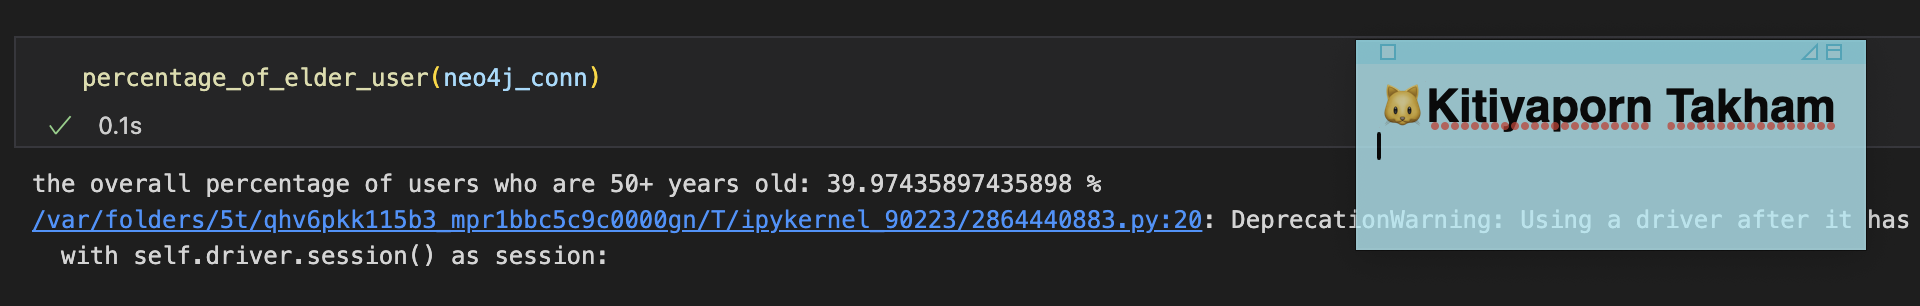 percentage_of_elder_user(neo4j_conn)
0.1s
🐱Kitiyaporn Takham
the overall percentage of users who are 50+ years old: 39.97435897435898 %
/var/folders/5t/qhv6pkk115b3_mpr1bbc5c9c0000gn/T/ipykernel_90223/2864440883.py:20: DeprecationWarning: Using a driver after it has
with self.driver.session() as session: